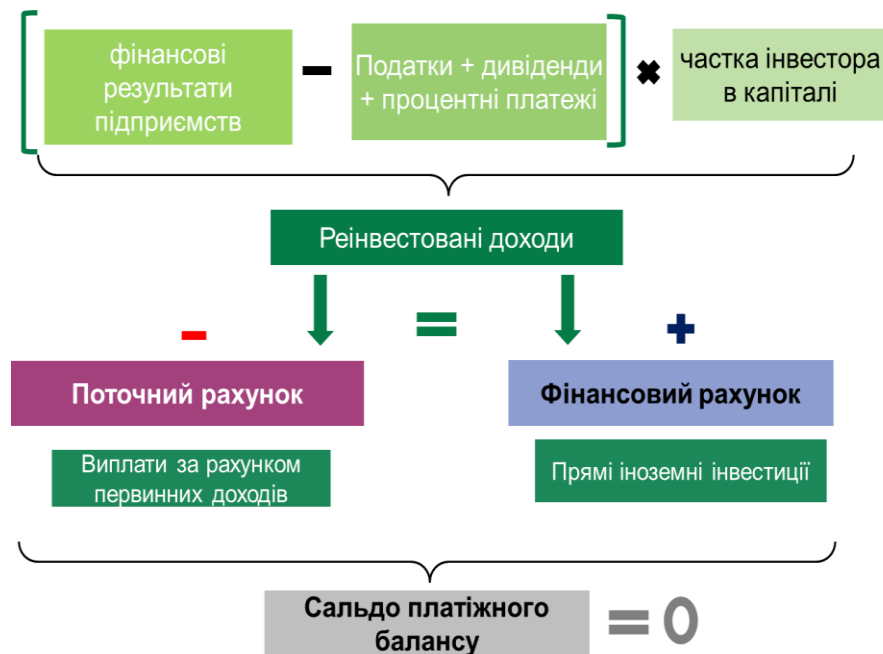 фінансові
результати
підприємств
Податки + дивіденди
+ процентні платежі
частка інвестора
в капіталі
Реінвестовані доходи
Поточний рахунок
Фінансовий рахунок
Виплати за рахунком
первинних доходів
Прямі іноземні інвестиції
Сальдо платіжного
балансу
= 0